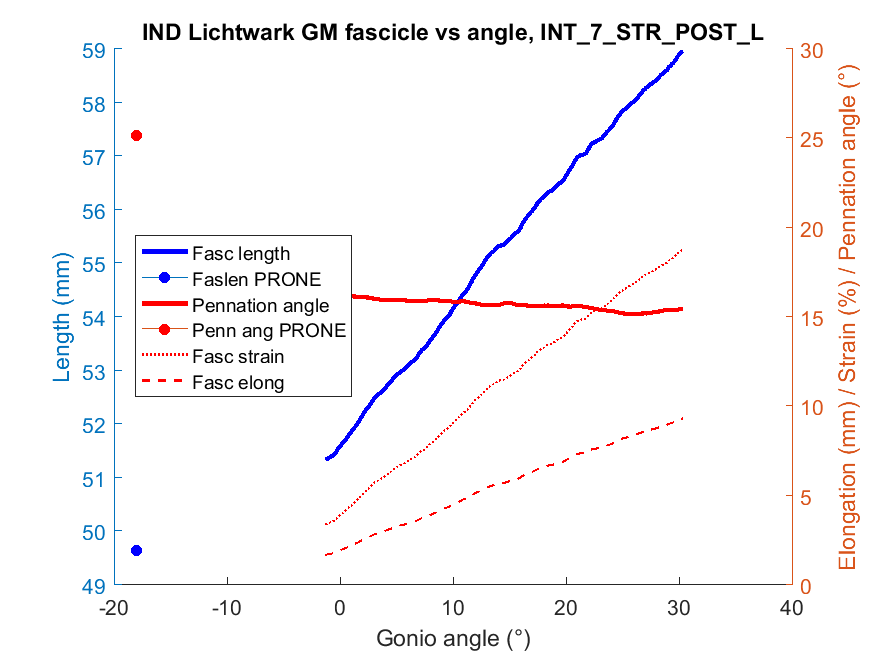 IND Lichtwark GM fascicle vs angle, INT_7_STR_POST_L
59
58
57
56
55
54
53
52
51
50
49
Length (mm)
Fasc length
Faslen PRONE
Pennation angle
Penn ang PRONE
Fasc strain
Fasc elong
30
25
20
15
10
5
0
Elongation (mm) / Strain (%) / Pennation angle (°)
-20
-10
0
10
20
30
40
Gonio angle (°)